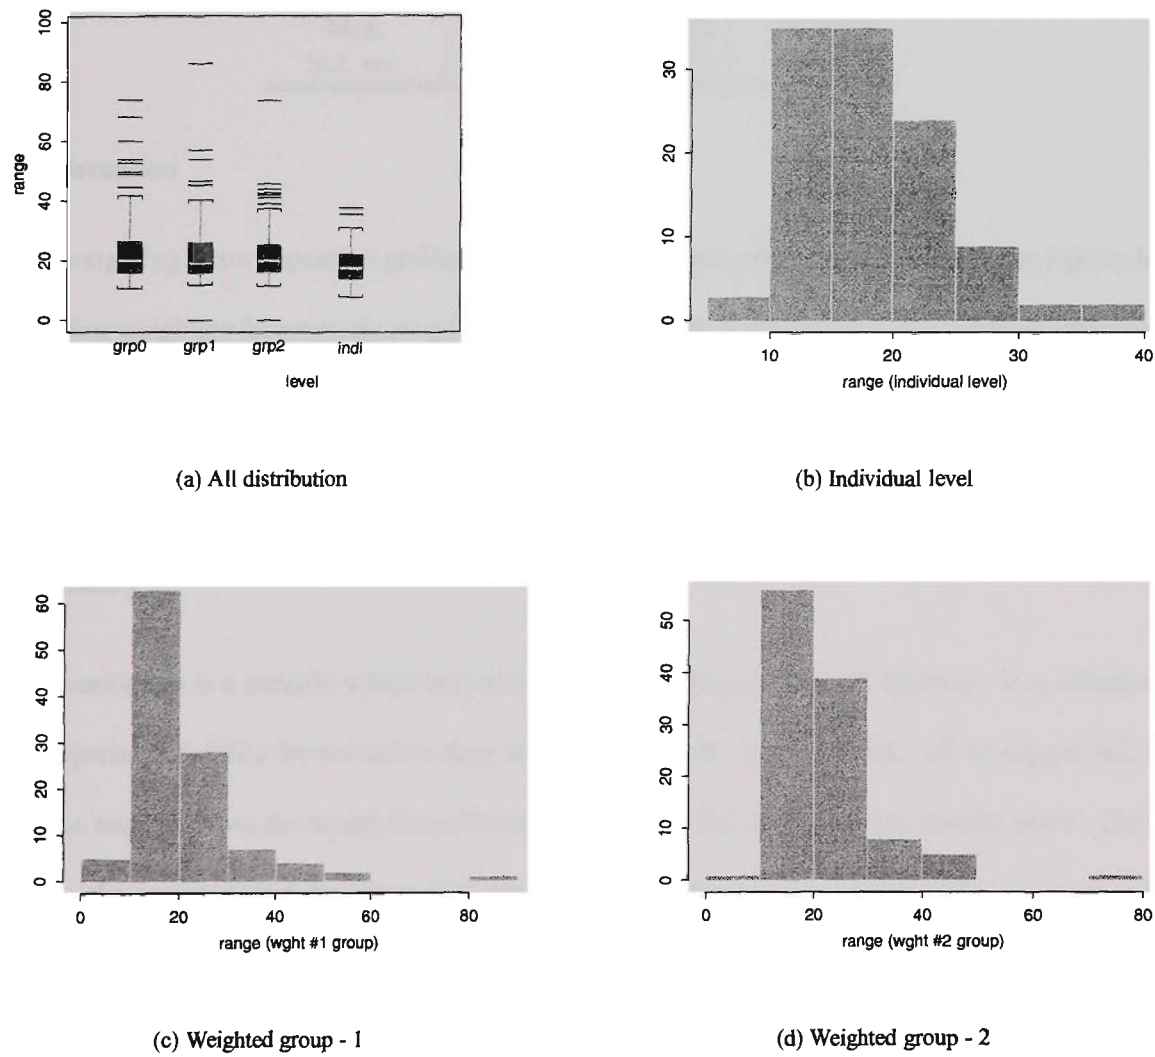 100
80
60
40
20
0
range
grp0 grp1 grp2 indi
level
(a) All distribution
30
20
10
0
10 20 30 40
range (individual level)
(b) Individual level
60
50
40
30
20
10
0
0 20 40 60 80
range (wght #1 group)
(c) Weighted group - 1
50
40
30
20
10
0
0 20 40 60 80
range (wght #2 group)
(d) Weighted group - 2